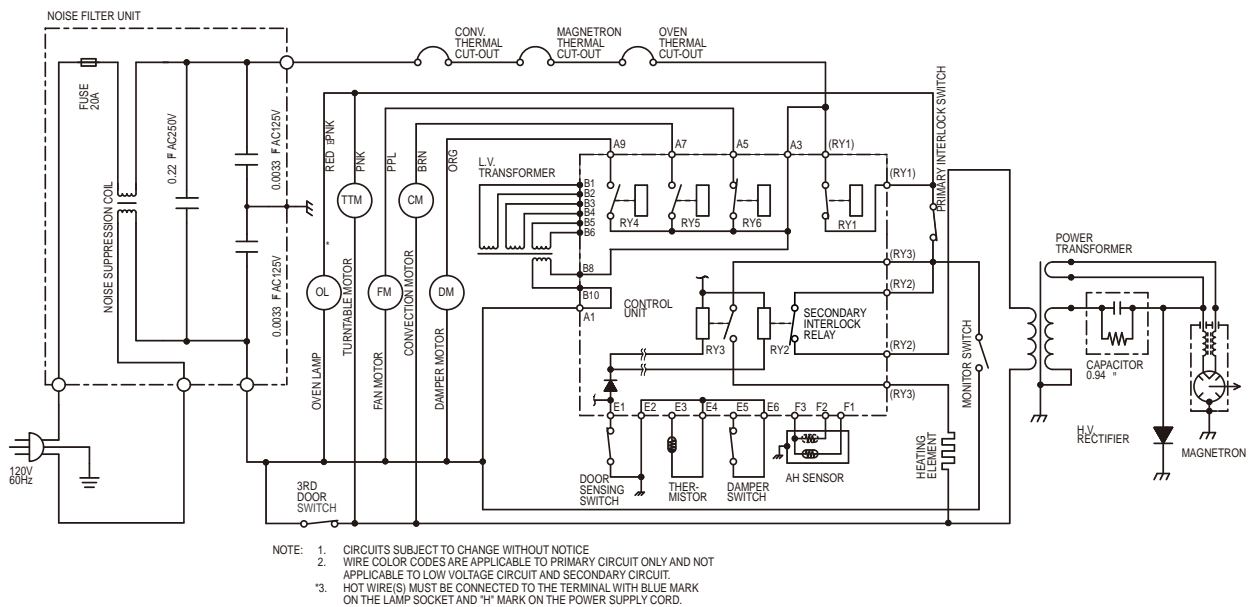 NOISE FILTER UNIT
FUSE
20A
NOISE SUPPRESSION COIL
0.22 F AC250V
0.0033 F AC125V
0.0033 F AC125V
120V
60Hz
CONV.
THERMAL
CUT-OUT
MAGNETRON
THERMAL
CUT-OUT
OVEN
THERMAL
CUT-OUT
PRIMARY INTERLOCK SWITCH
PNK
PPL
BRN
ORG
*
TTM
CM
OL
FM
DM
OVEN LAMP
TURNTABLE MOTOR
FAN MOTOR
CONVECTION MOTOR
DAMPER MOTOR
L.V.
TRANSFORMER
A9
A7
A5
A3
(RY1)
(RY1)
B1
B2
B3
B4
B5
B6
RY4
RY5
RY6
RY1
B8
B10
A1
CONTROL
UNIT
(RY3)
(RY2)
SECONDARY
INTERLOCK
RELAY
RY3
RY2
(RY2)
(RY3)
E1
E2
E3
E4
E5
E6
F3
F2
F1
DOOR
SENSING
SWITCH
THER-
MISTOR
DAMPER
SWITCH
AH SENSOR
HEATING
ELEMENT
MONITOR SWITCH
POWER
TRANSFORMER
CAPACITOR
0.94 "
H.V.
RECTIFIER
MAGNETRON
3RD
DOOR
SWITCH
NOTE: 1. CIRCUITS SUBJECT TO CHANGE WITHOUT NOTICE
2. WIRE COLOR CODES ARE APPLICABLE TO PRIMARY CIRCUIT ONLY AND NOT
APPLICABLE TO LOW VOLTAGE CIRCUIT AND SECONDARY CIRCUIT.
*3. HOT WIRE(S) MUST BE CONNECTED TO THE TERMINAL WITH BLUE MARK
ON THE LAMP SOCKET AND "H" MARK ON THE POWER SUPPLY CORD.